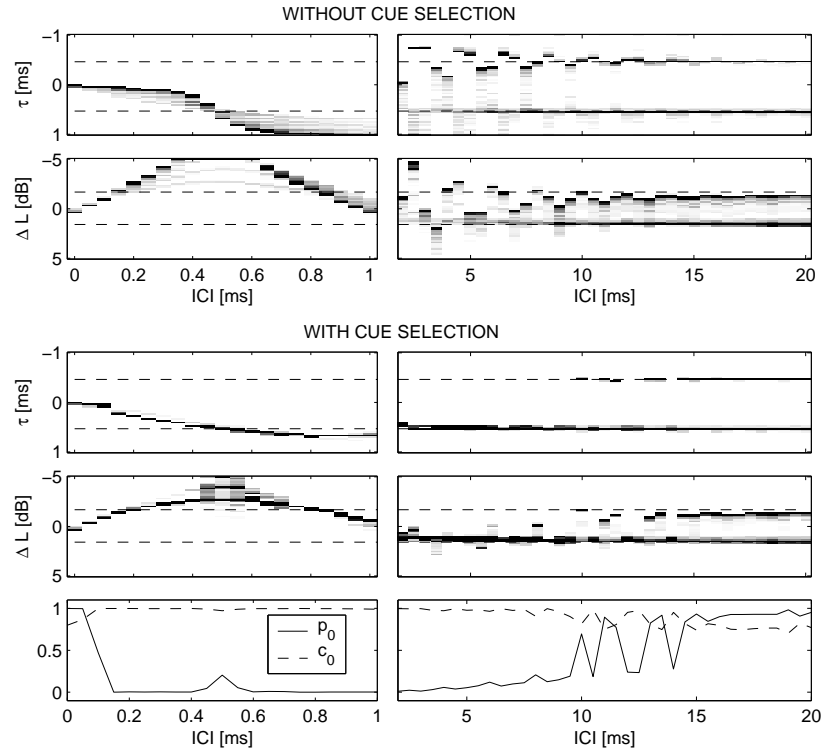 WITHOUT CUE SELECTION
−1
0
1
τ [ms]
−5
0
5
Δ L [dB]
0 0.2 0.4 0.6 0.8 1
ICI [ms]
5 10 15 20
ICI [ms]
WITH CUE SELECTION
−1
0
1
τ [ms]
−5
0
5
Δ L [dB]
1
0.5
0
p0
c0
0 0.2 0.4 0.6 0.8 1
ICI [ms]
5 10 15 20
ICI [ms]